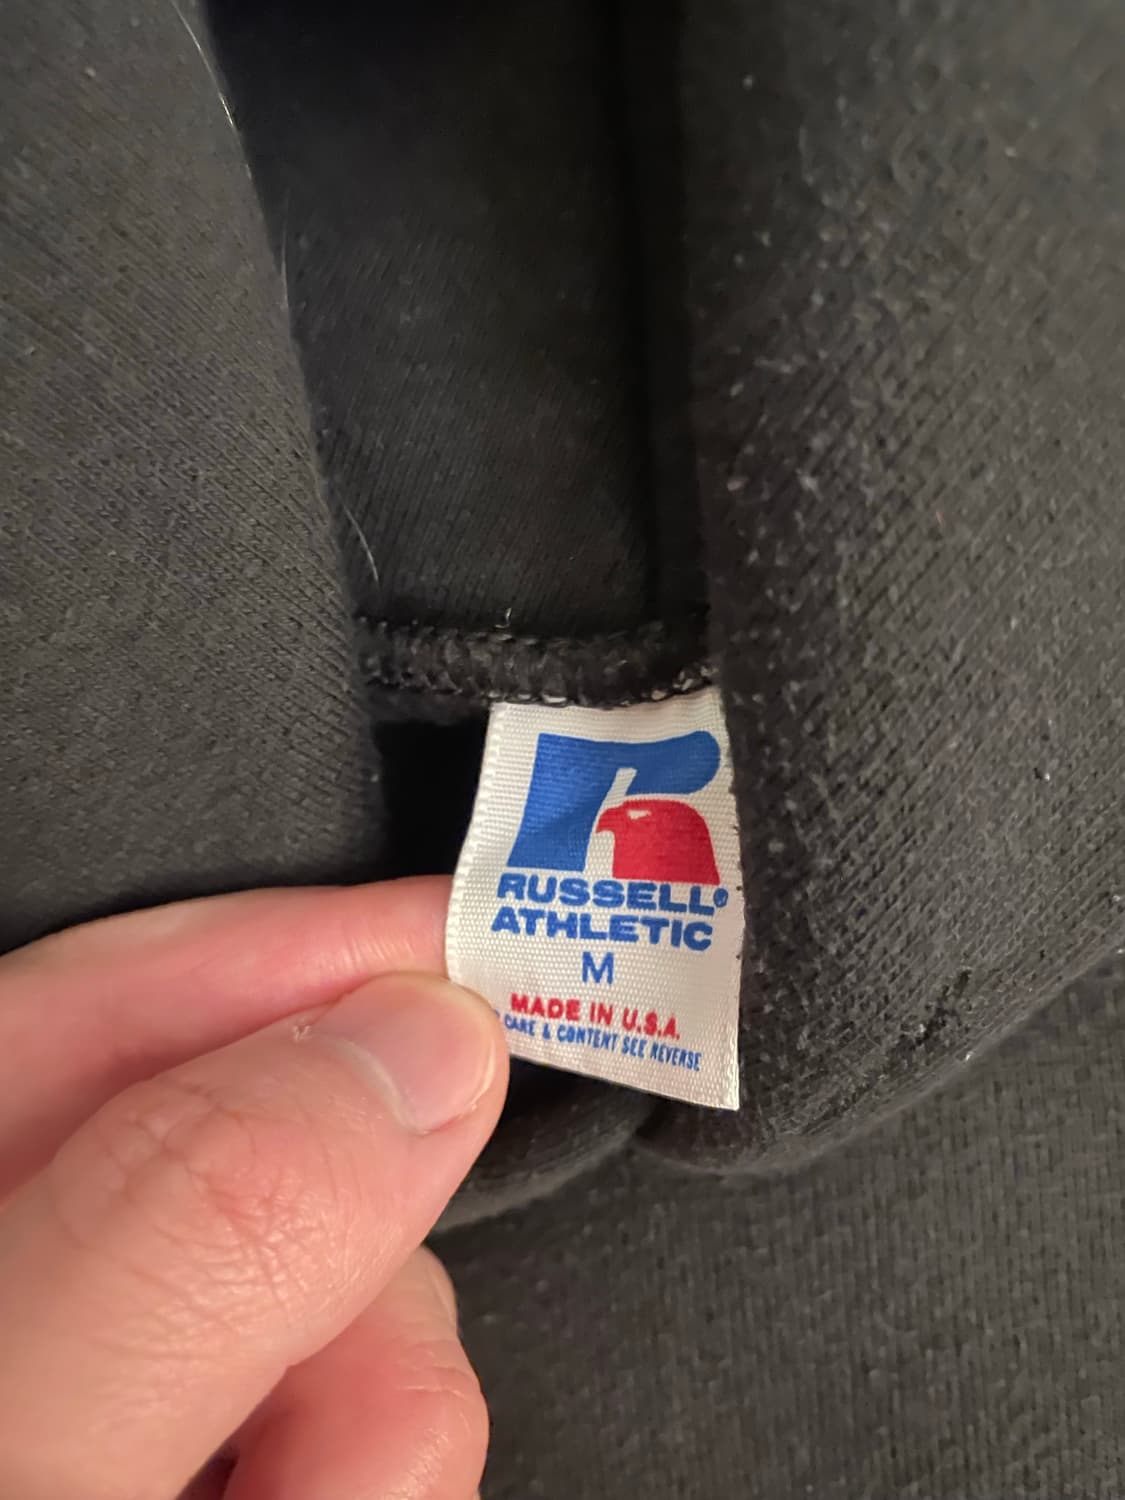 RUSSELL®
ATHLETIC
M
MADE IN U.S.A.
CARE & CONTENT SEE REVERSE